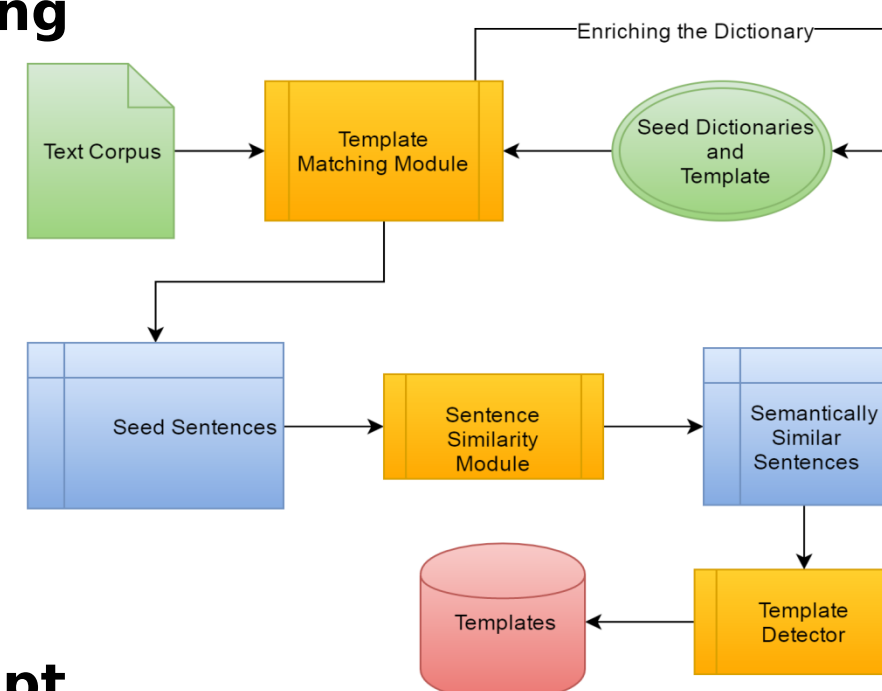 ng
Enriching the Dictionary
Text Corpus
Template
Matching Module
Seed Dictionaries
and
Template
Seed Sentences
Sentence
Similarity
Module
Semantically
Similar
Sentences
Templates
Template
Detector
pt